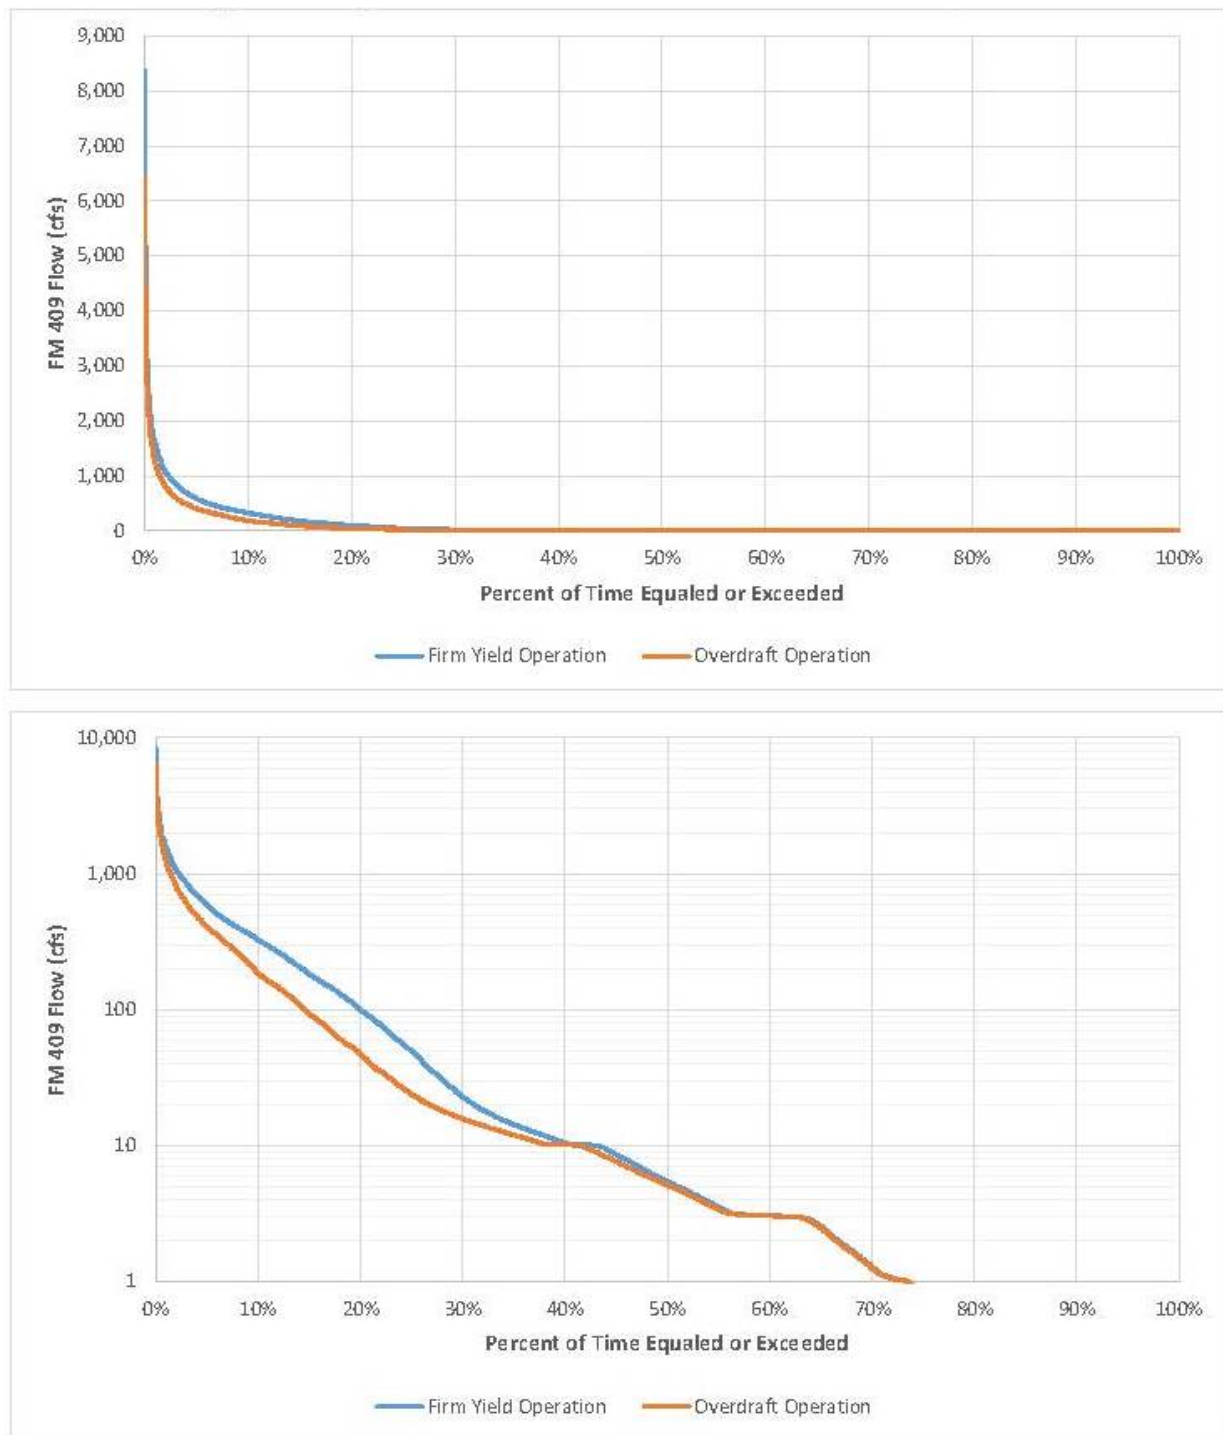 9,000
8,000
7,000
6,000
5,000
4,000
3,000
2,000
1,000
0
FM 409 Flow (cfs)
0% 10% 20% 30% 40% 50% 60% 70% 80% 90% 100%
Percent of Time Equaled or Exceeded
Firm Yield Operation Overdraft Operation
10,000
1,000
100
10
1
FM 409 Flow (cfs)
0% 10% 20% 30% 40% 50% 60% 70% 80% 90% 100%
Percent of Time Equaled or Exceeded
Firm Yield Operation Overdraft Operation